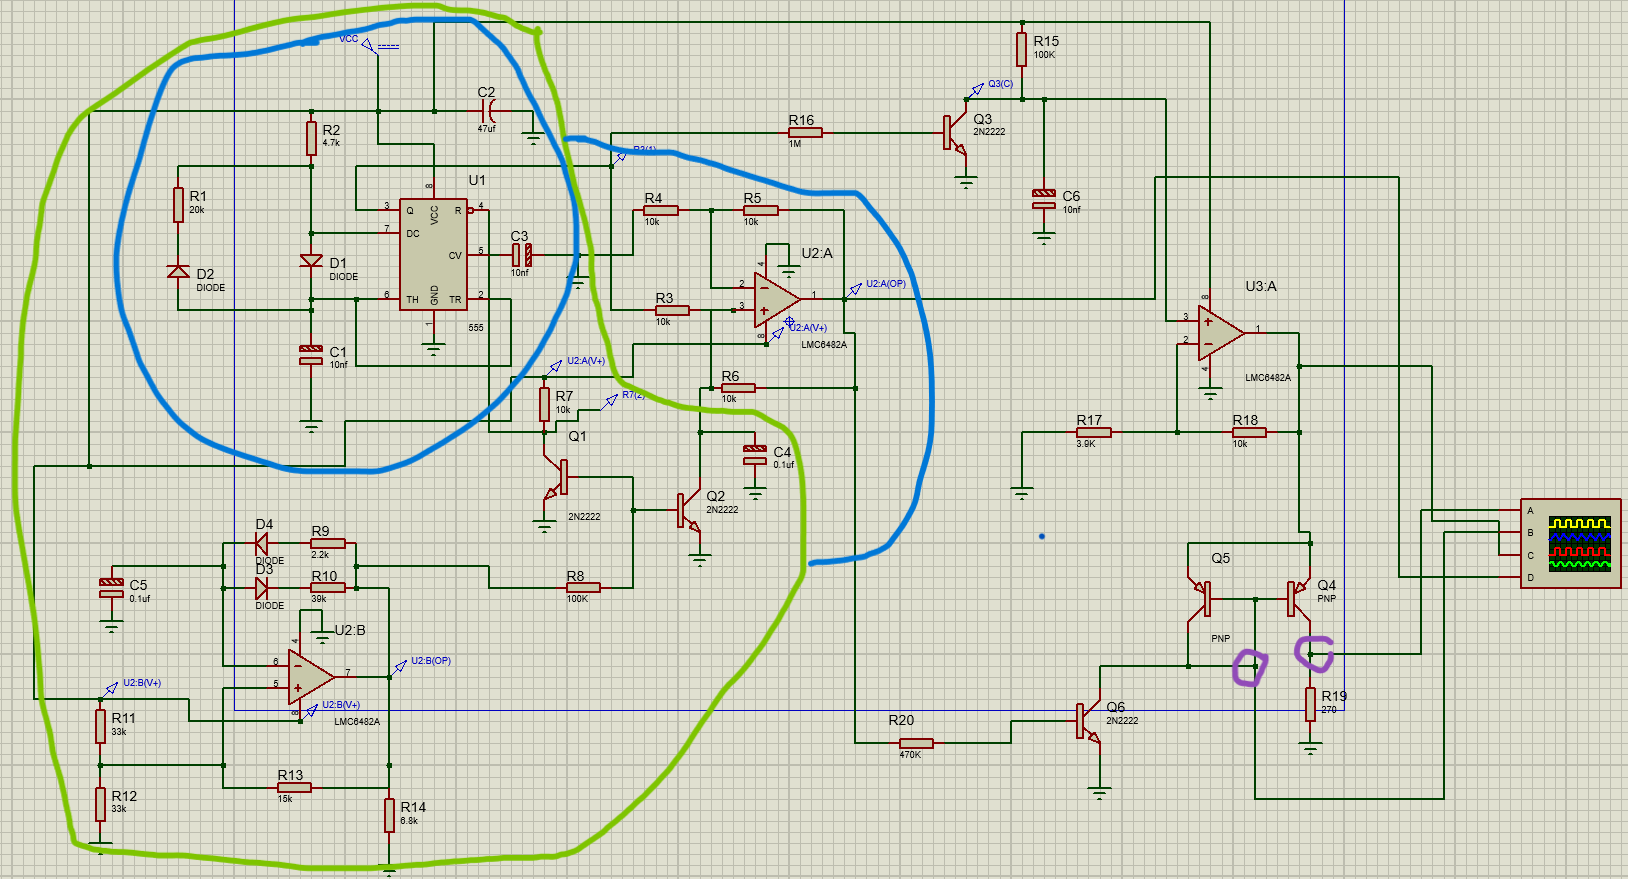 VCC
R15
100K
Q3(C)
C2
47uf
R2
4.7k
R16
1M
Q3
2N2222
U1
R1
20k
3
Q
8
VCC
R
4
7
DC
CV
5
6
TH
GND
TR
2
1
555
C3
10nf
R4
10k
R5
10k
C6
10nf
D2
DIODE
D1
DIODE
U2:A
4
2
3
1
8
U2:A(OP)
U2:A(V+)
LMC6482A
R3
10k
U3:A
8
3
2
1
4
LMC6482A
C1
10nf
U2:A(V+)
R7
10k
R7(2)
R6
10k
Q1
2N2222
C4
0.1uf
R17
3.9K
R18
10k
Q2
2N2222
A
B
C
D
D4
DIODE
R9
2.2k
D3
DIODE
R10
39k
R8
100K
C5
0.1uf
Q5
PNP
Q4
PNP
U2:B
4
6
5
7
8
U2:B(OP)
U2:B(V+)
U2:B(V+)
LMC6482A
R11
33k
R19
270
Q6
2N2222
R20
470K
R12
33k
R13
15k
R14
6.8k